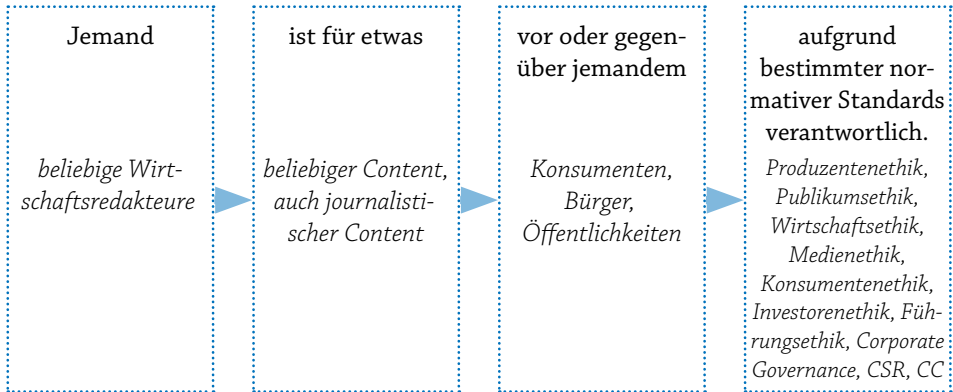 Jemand
beliebige Wirt-
schaftsredakteure
ist für etwas
beliebiger Content,
auch journalisti-
scher Content
vor oder gegen-
über jemandem
Konsumenten,
Bürger,
Öffentlichkeiten
aufgrund
bestimmter nor-
mativer Standards
verantwortlich.
Produzentenethik,
Publikumsethik,
Wirtschaftsethik,
Medienethik,
Konsumentenethik,
Investorenethik, Füh-
rungsethik, Corporate
Governance, CSR, CC